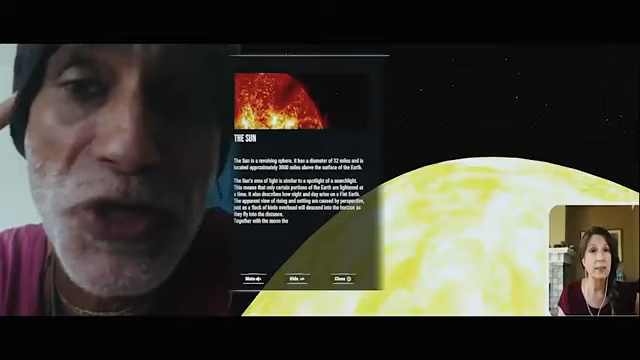 THE SUN
The Sun is a revolving sphere. It has a diameter of 32 miles and is
located approximately 3000 miles above the surface of the Earth.
The Sun's area of light is similar to a spotlight of a searchlight.
This means that only certain portions of the Earth are lightened at
a time. It also describes how night and day arise on a Flat Earth.
The apparent view of rising and setting are caused by perspective,
just as a flock of birds overhead will descend into the horizon as
they fly into the distance.
Together with the moon the
Mute
Hide
Close